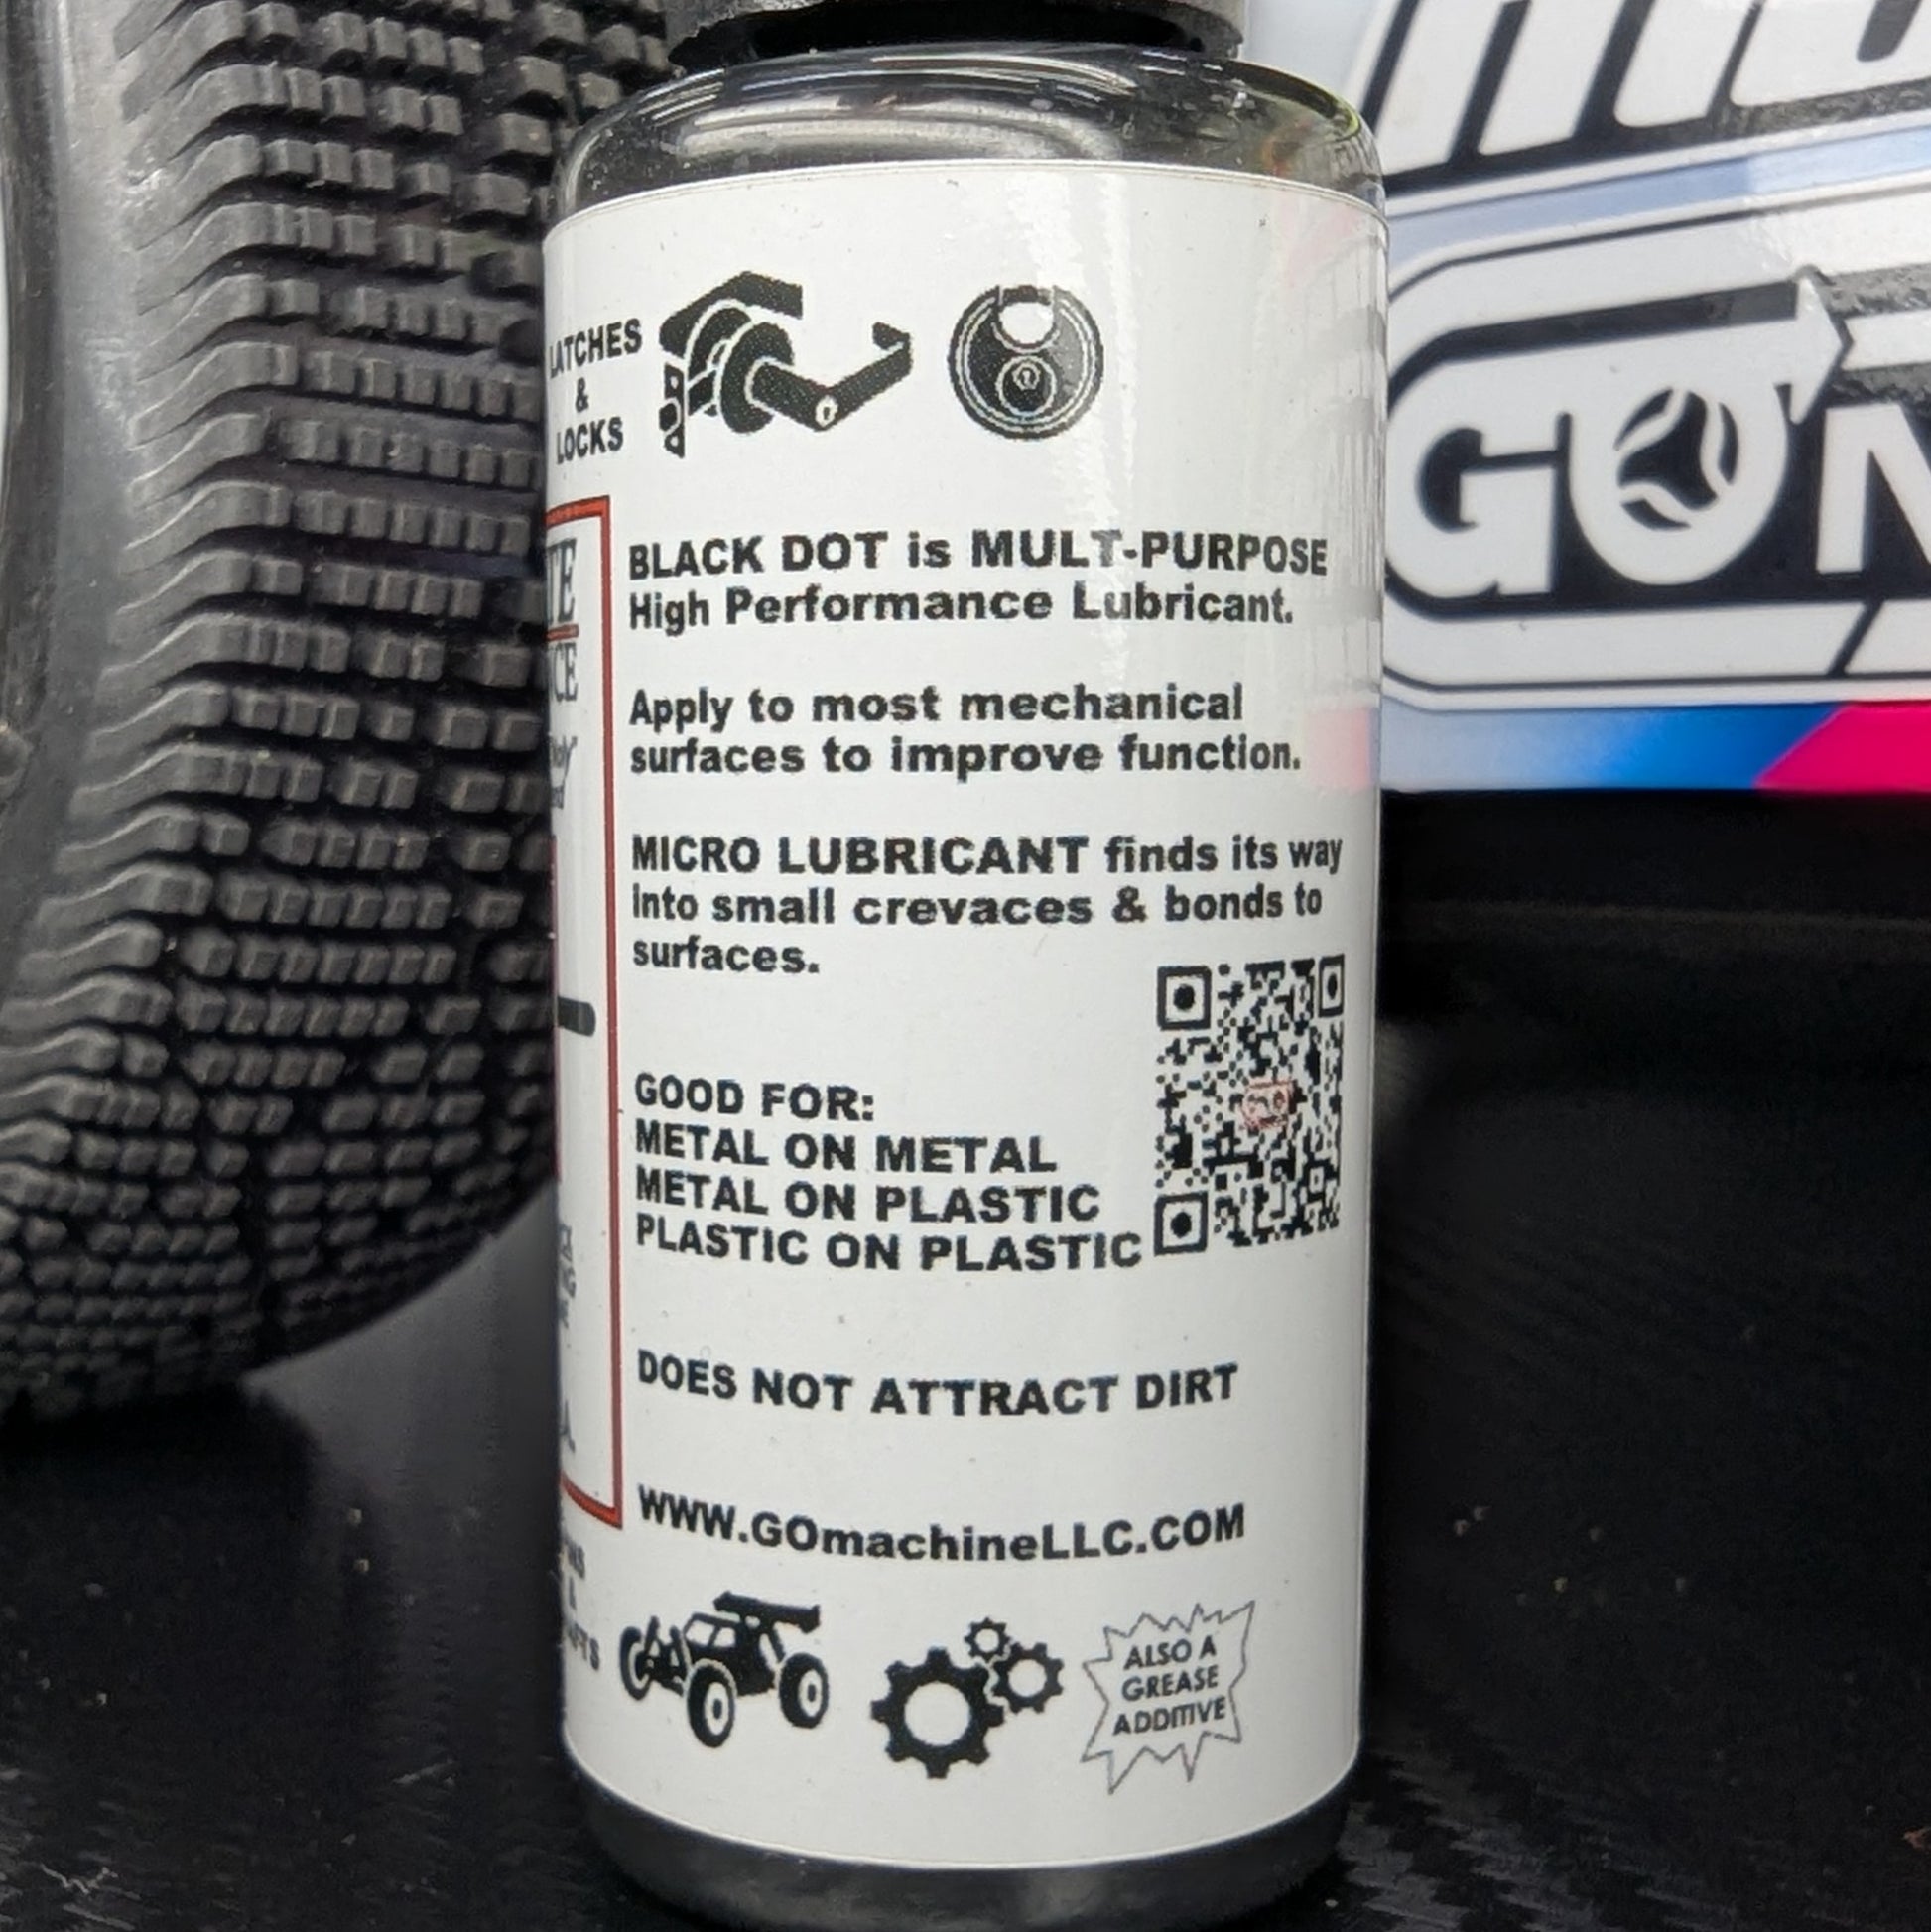 LATCHES
&
LOCKS
BLACK DOT is MULT-PURPOSE
High Performance Lubricant.
Apply to most mechanical
surfaces to improve function.
MICRO LUBRICANT finds its way
into small crevaces & bonds to
surfaces.
GOOD FOR:
METAL ON METAL
METAL ON PLASTIC
PLASTIC ON PLASTIC
DOES NOT ATTRACT DIRT
WWW.GOmachineLLC.COM
&
ALSO A
GREASE
ADDITIVE
GO